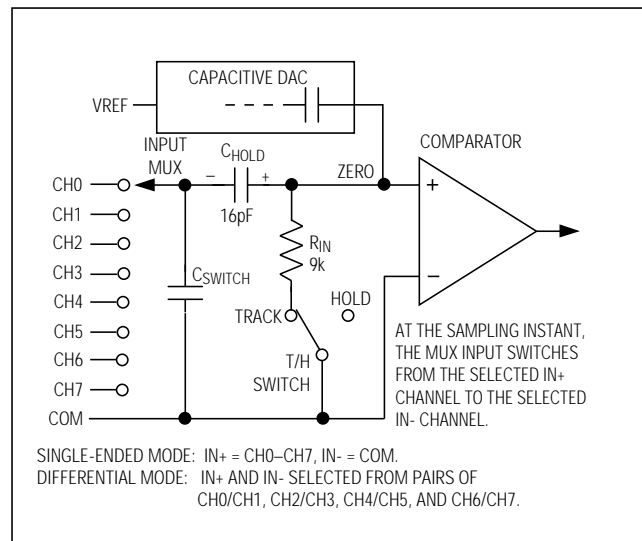 CAPACITIVE DAC
VREF
INPUT
MUX
CHOLD
− +
16pF
ZERO
COMPARATOR
+
−
CH0
CH1
CH2
CH3
CH4
CH5
CH6
CH7
COM
CSWITCH
RIN
9k
TRACK
HOLD
T/H
SWITCH
AT THE SAMPLING INSTANT,
THE MUX INPUT SWITCHES
FROM THE SELECTED IN+
CHANNEL TO THE SELECTED
IN- CHANNEL.
SINGLE-ENDED MODE: IN+ = CH0–CH7, IN- = COM.
DIFFERENTIAL MODE: IN+ AND IN- SELECTED FROM PAIRS OF
CH0/CH1, CH2/CH3, CH4/CH5, AND CH6/CH7.